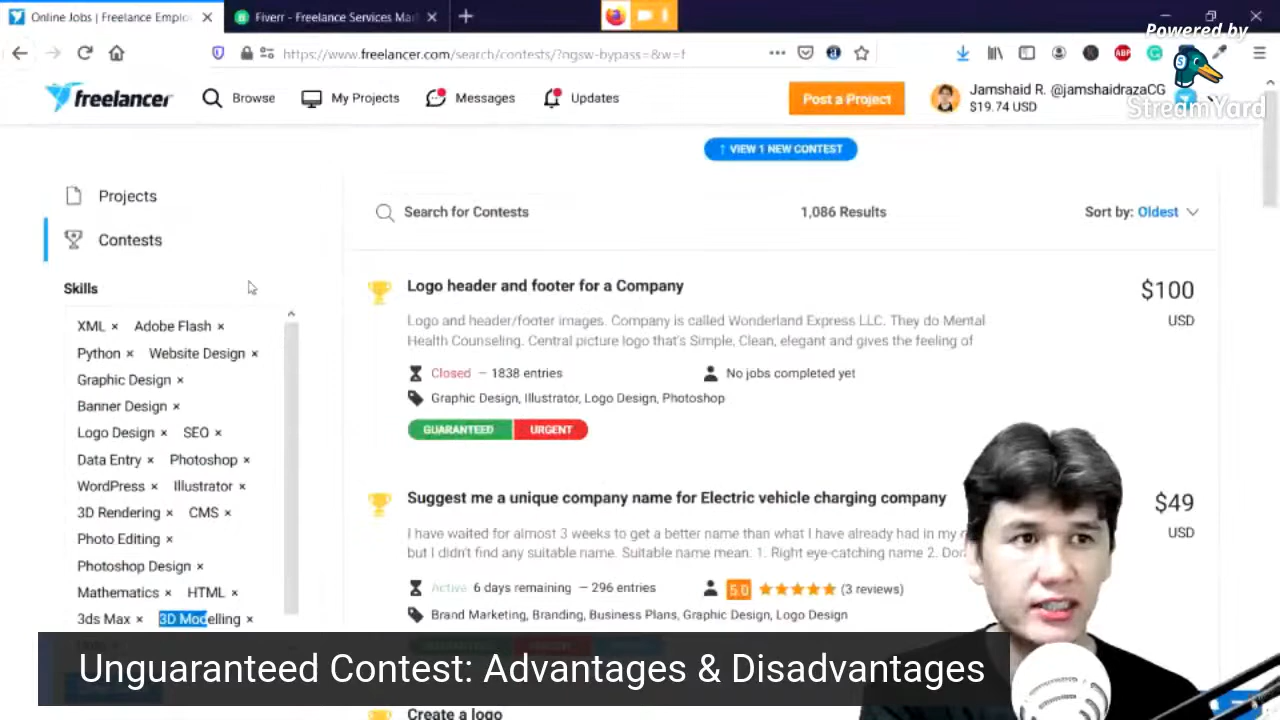 Online Jobs | Freelance Emplo
Fiverr - Freelance Services Mar
Powered by
StreamYard
https://www.freelancer.com/search/contests/?ngsw-bypass=&w=f
ABP
freelancer
Browse
My Projects
Messages
Updates
Post a Project
Jamshaid R. @jamshaidrazaCG
$19.74 USD
↑ VIEW 1 NEW CONTEST
Projects
Contests
Search for Contests
1,086 Results
Sort by: Oldest
Skills
XML × Adobe Flash ×
Python × Website Design ×
Graphic Design ×
Banner Design ×
Logo Design × SEO ×
Data Entry × Photoshop ×
WordPress × Illustrator ×
3D Rendering × CMS ×
Photo Editing ×
Photoshop Design ×
Mathematics × HTML ×
3ds Max × 3D Modelling ×
Logo header and footer for a Company
$100
USD
Logo and header/footer images. Company is called Wonderland Express LLC. They do Mental
Health Counseling. Central picture logo that's Simple, Clean, elegant and gives the feeling of
Closed – 1838 entries
No jobs completed yet
Graphic Design, Illustrator, Logo Design, Photoshop
GUARANTEED URGENT
Suggest me a unique company name for Electric vehicle charging company
$49
USD
I have waited for almost 3 weeks to get a better name than what I have already had in my
but I didn't find any suitable name. Suitable name mean. 1. Right eye-catching name 2. Don
Active 6 days remaining – 296 entries
5.0 (3 reviews)
Brand Marketing, Branding, Business Plans, Graphic Design, Logo Design
Unguaranteed Contest: Advantages & Disadvantages
Create a logo